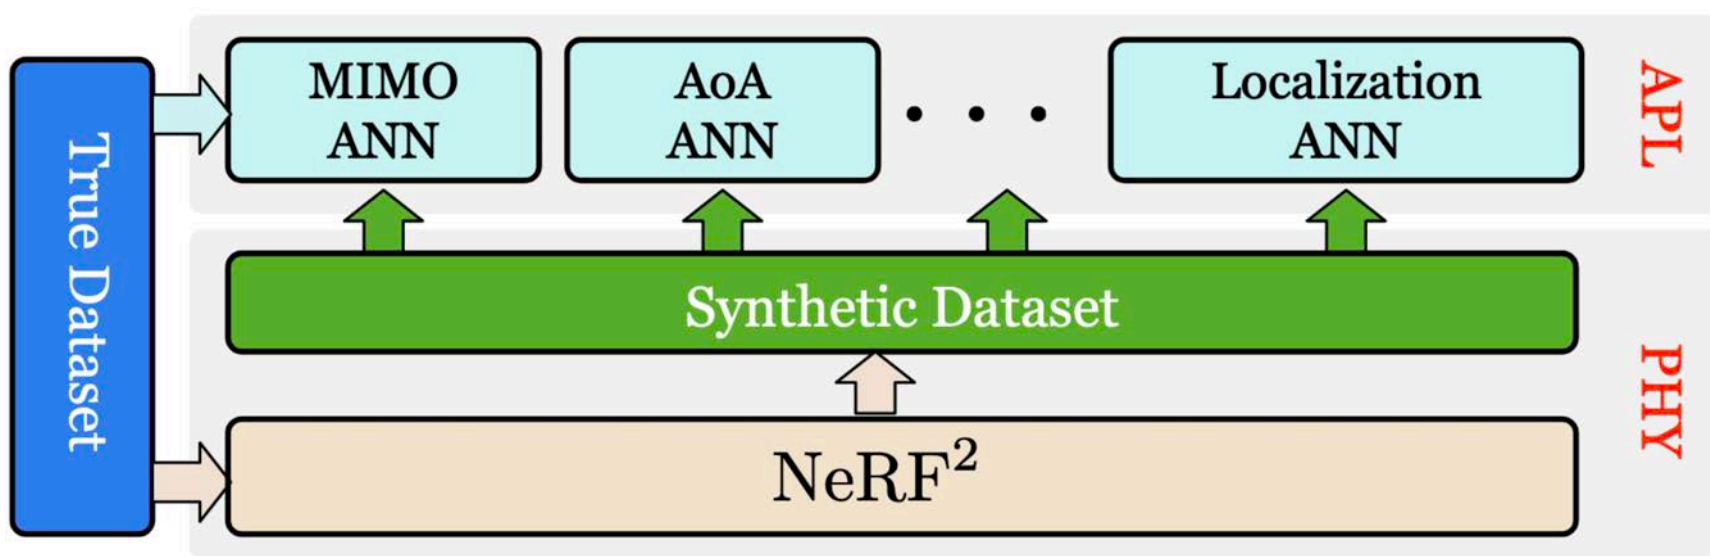 True Dataset
MIMO
ANN
AoA
ANN
. . .
Localization
ANN
APL
Synthetic Dataset
NeRF²
PHY